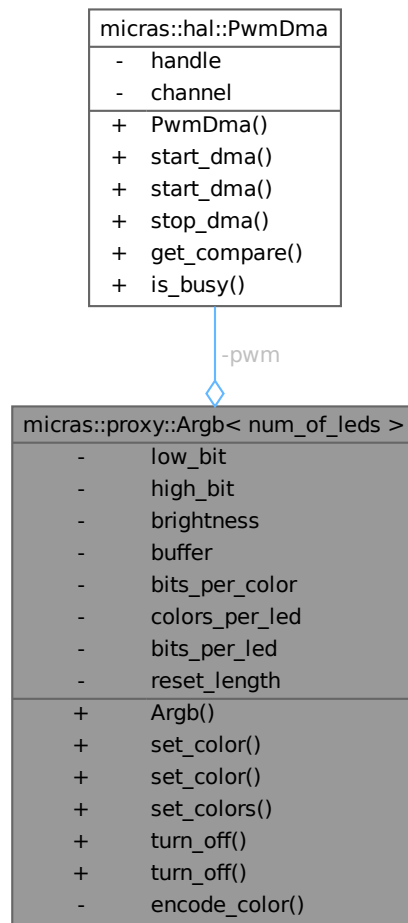 micras::hal::PwmDma
- handle
- channel
+ PwmDma()
+ start_dma()
+ start_dma()
+ stop_dma()
+ get_compare()
+ is_busy()
-pwm
micras::proxy::Argb< num_of_leds >
- low_bit
- high_bit
- brightness
- buffer
- bits_per_color
- colors_per_led
- bits_per_led
- reset_length
+ Argb()
+ set_color()
+ set_color()
+ set_colors()
+ turn_off()
+ turn_off()
- encode_color()